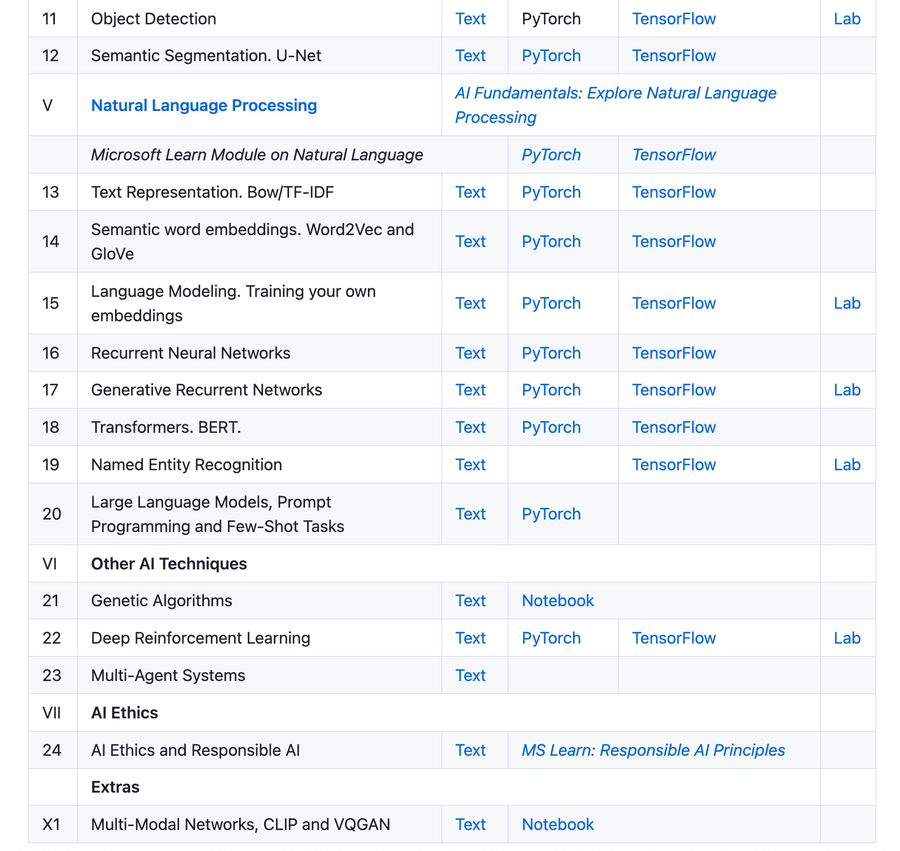 11 Object Detection Text PyTorch TensorFlow Lab
12 Semantic Segmentation. U-Net Text PyTorch TensorFlow
V Natural Language Processing AI Fundamentals: Explore Natural Language
Processing
Microsoft Learn Module on Natural Language PyTorch TensorFlow
13 Text Representation. Bow/TF-IDF Text PyTorch TensorFlow
14 Semantic word embeddings. Word2Vec and
GloVe Text PyTorch TensorFlow
15 Language Modeling. Training your own
embeddings Text PyTorch TensorFlow Lab
16 Recurrent Neural Networks Text PyTorch TensorFlow
17 Generative Recurrent Networks Text PyTorch TensorFlow Lab
18 Transformers. BERT. Text PyTorch TensorFlow
19 Named Entity Recognition Text TensorFlow Lab
20 Large Language Models, Prompt
Programming and Few-Shot Tasks Text PyTorch
VI Other AI Techniques
21 Genetic Algorithms Text Notebook
22 Deep Reinforcement Learning Text PyTorch TensorFlow Lab
23 Multi-Agent Systems Text
VII AI Ethics
24 AI Ethics and Responsible AI Text MS Learn: Responsible AI Principles
Extras
X1 Multi-Modal Networks, CLIP and VQGAN Text Notebook